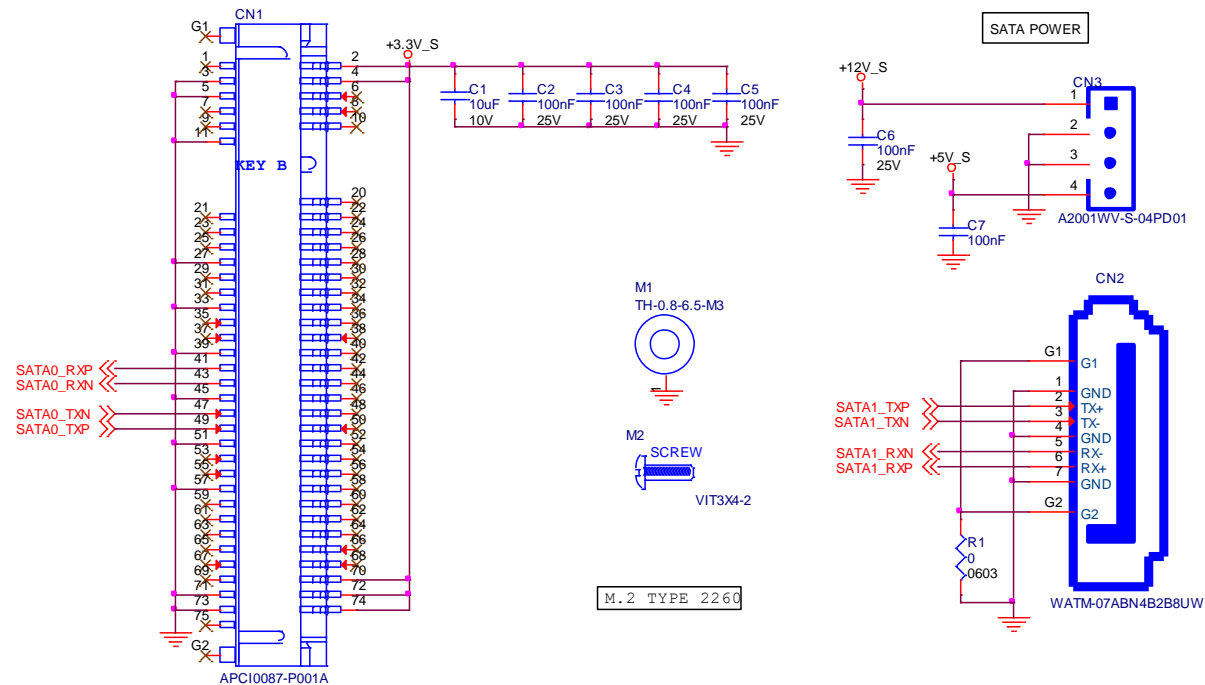 CN1
G1
1
3
5
7
9
11
2
4
6
8
10
KEY B
20
21
22
23
24
25
26
27
28
29
30
31
32
33
34
35
36
37
38
39
40
41
42
43
44
45
46
47
48
49
50
51
52
53
54
55
56
57
58
59
60
61
62
63
64
65
66
67
68
69
70
71
72
73
74
75
G2
APCI0087-P001A
SATA0_RXP
SATA0_RXN
SATA0_TXN
SATA0_TXP
+3.3V_S
C1
10uF
10V
C2
100nF
25V
C3
100nF
25V
C4
100nF
25V
C5
100nF
25V
M1
TH-0.8-6.5-M3
1
M2
SCREW
VIT3X4-2
M.2 TYPE 2260
SATA POWER
+12V_S
C6
100nF
25V
+5V_S
C7
100nF
CN3
1
2
3
4
A2001WV-S-04PD01
CN2
G1
G1
1
GND
2
TX+
3
TX-
4
GND
5
RX-
6
RX+
7
GND
G2
G2
SATA1_TXP
SATA1_TXN
SATA1_RXN
SATA1_RXP
R1
0
0603
WATM-07ABN4B2B8UW